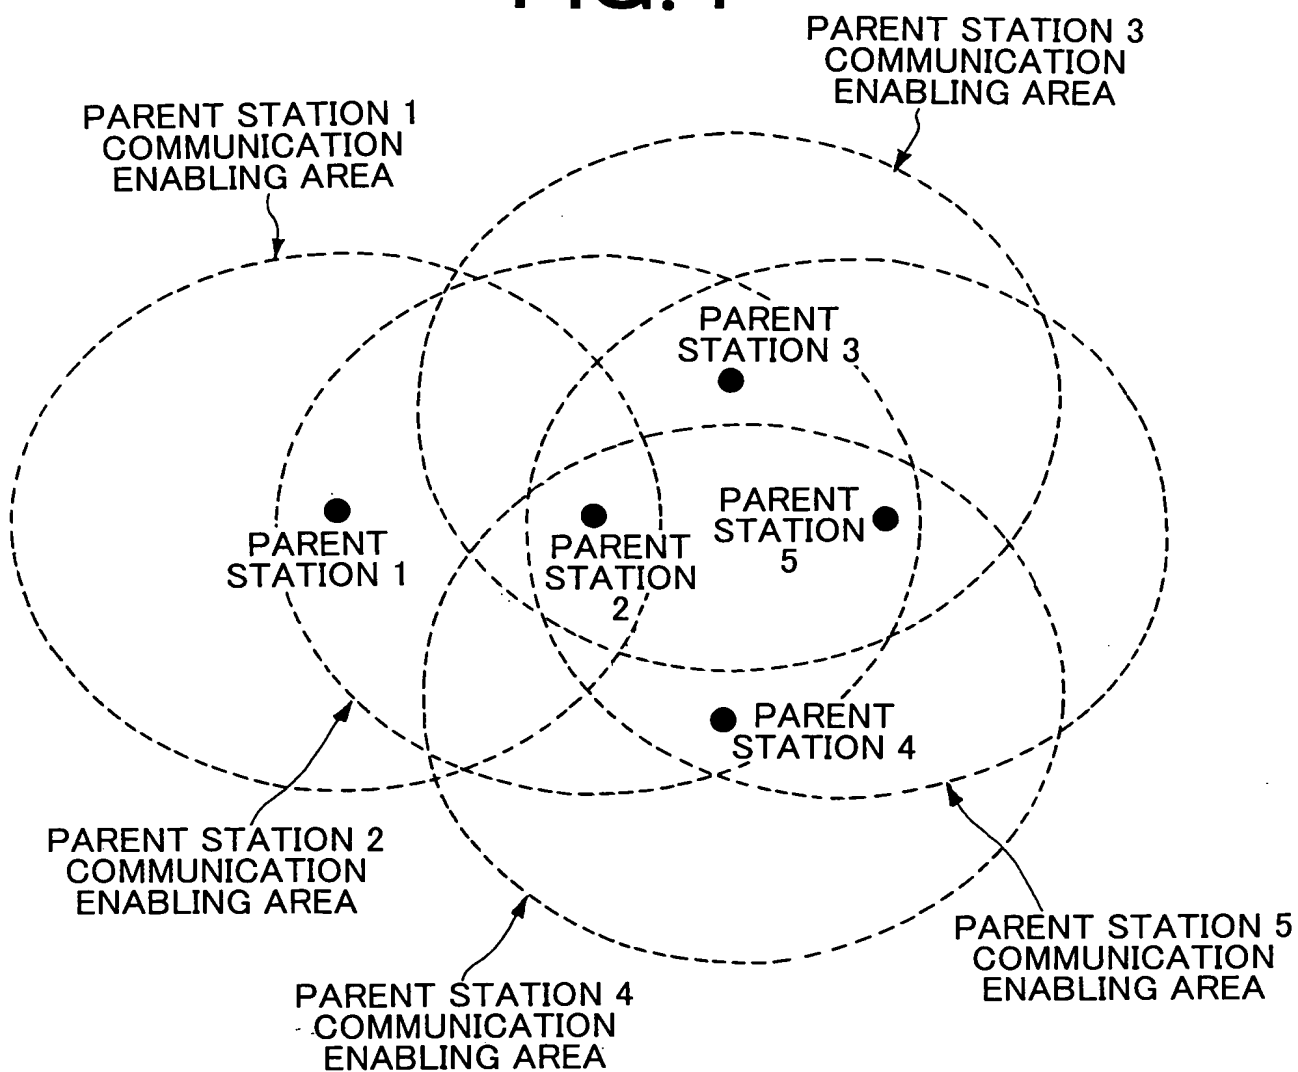 PARENT STATION 3
COMMUNICATION
ENABLING AREA
PARENT STATION 1
COMMUNICATION
ENABLING AREA
PARENT
STATION 3
PARENT
STATION 1
PARENT
STATION
2
PARENT
STATION
5
PARENT
STATION 4
PARENT STATION 2
COMMUNICATION
ENABLING AREA
PARENT STATION 5
COMMUNICATION
ENABLING AREA
PARENT STATION 4
COMMUNICATION
ENABLING AREA